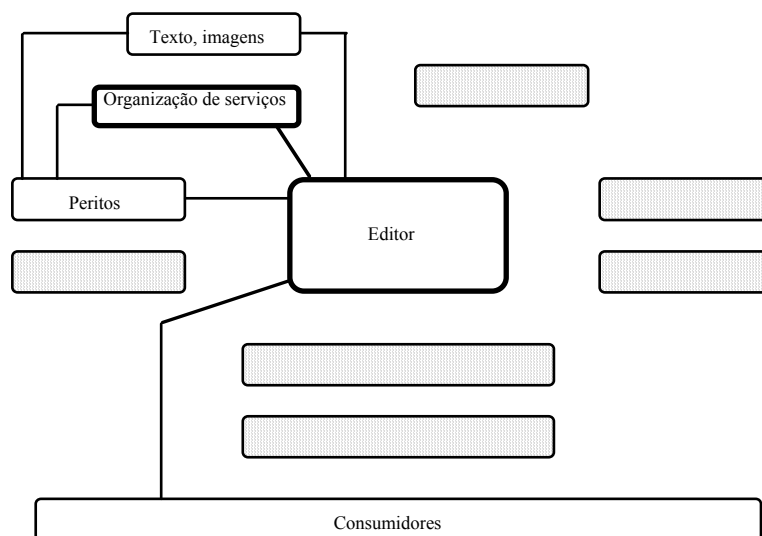 Texto, imagens
Organização de serviços
Peritos
Editor
Consumidores